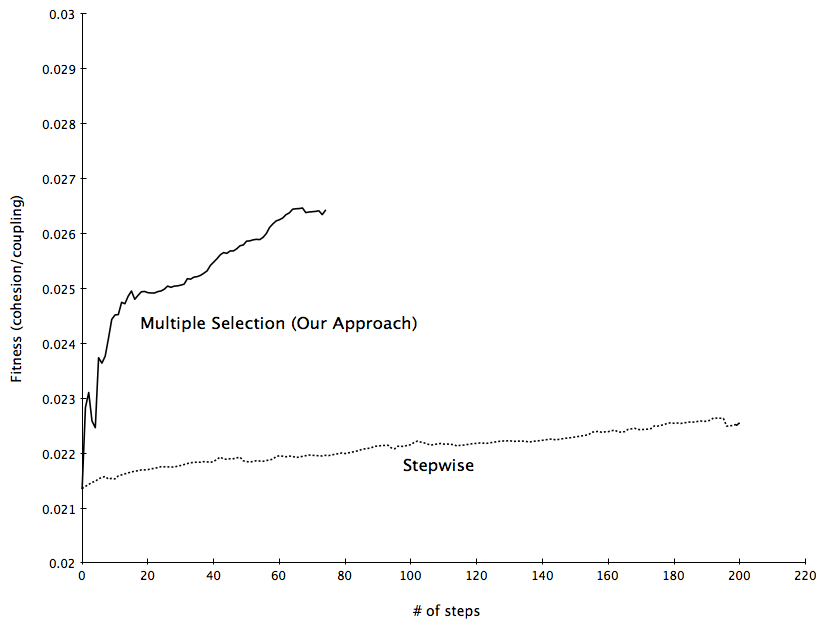 0.03
0.029
0.028
0.027
0.026
0.025
0.024
0.023
0.022
0.021
0.02
Fitness (cohesion/coupling)
Multiple Selection (Our Approach)
Stepwise
0 20 40 60 80 100 120 140 160 180 200 220
# of steps